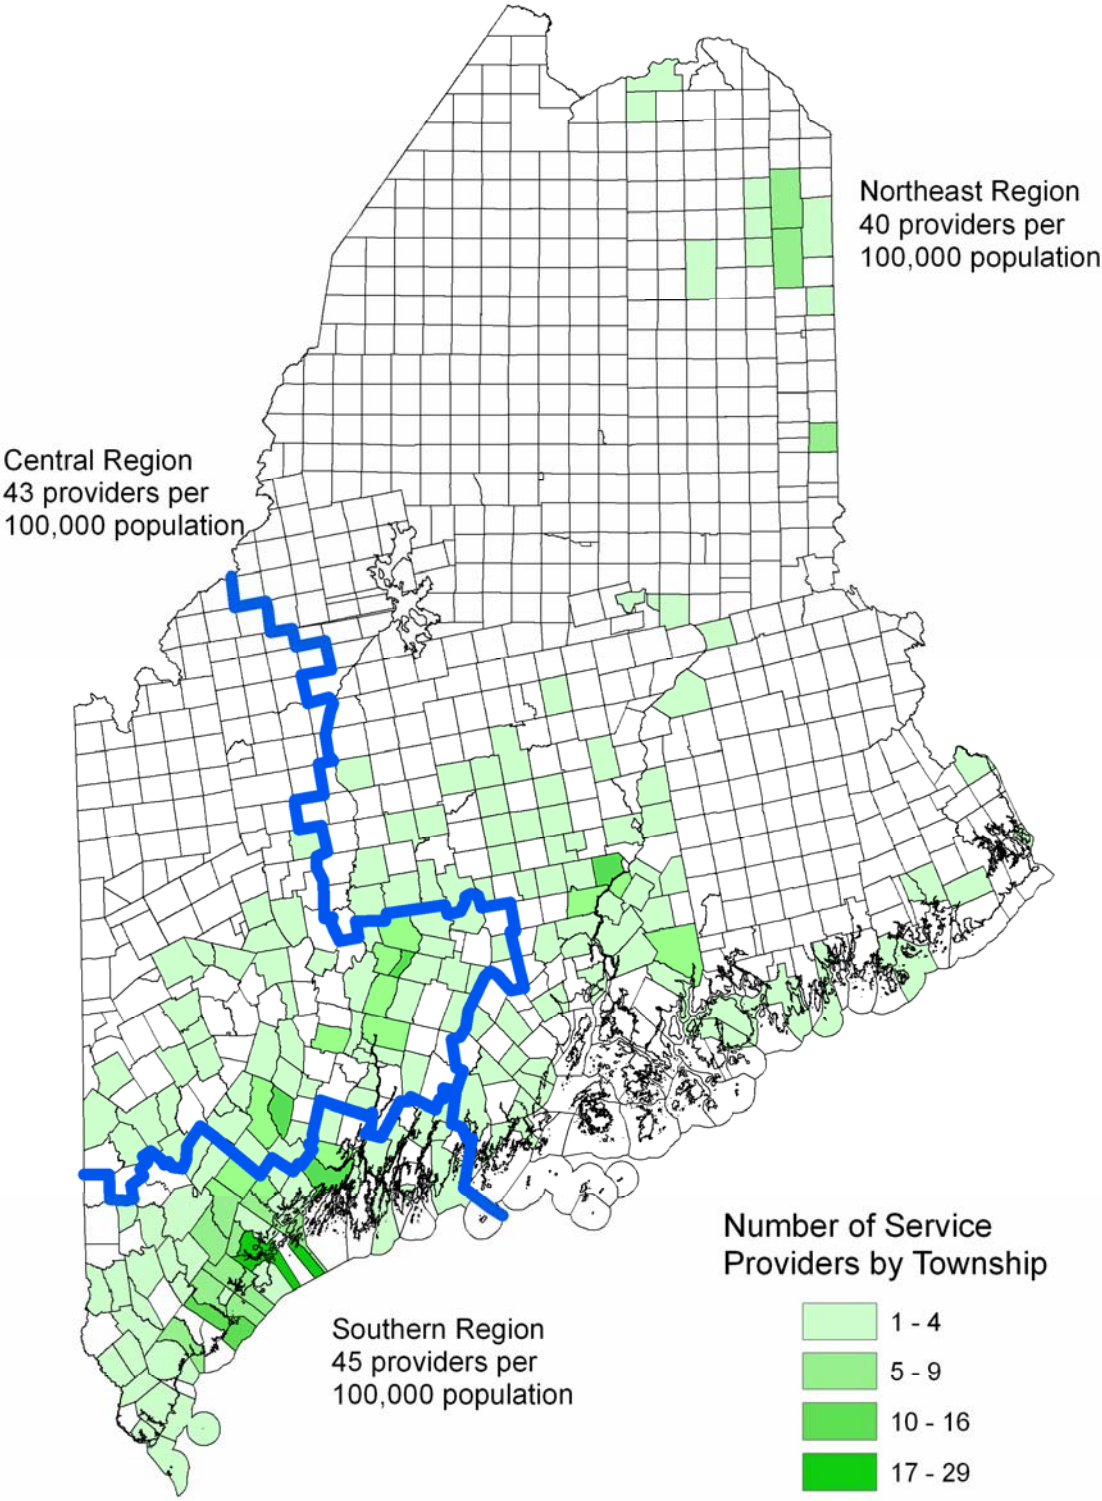 Northeast Region
40 providers per
100,000 population
Central Region
43 providers per
100,000 population
Southern Region
45 providers per
100,000 population
Number of Service
Providers by Township
1 - 4
5 - 9
10 - 16
17 - 29